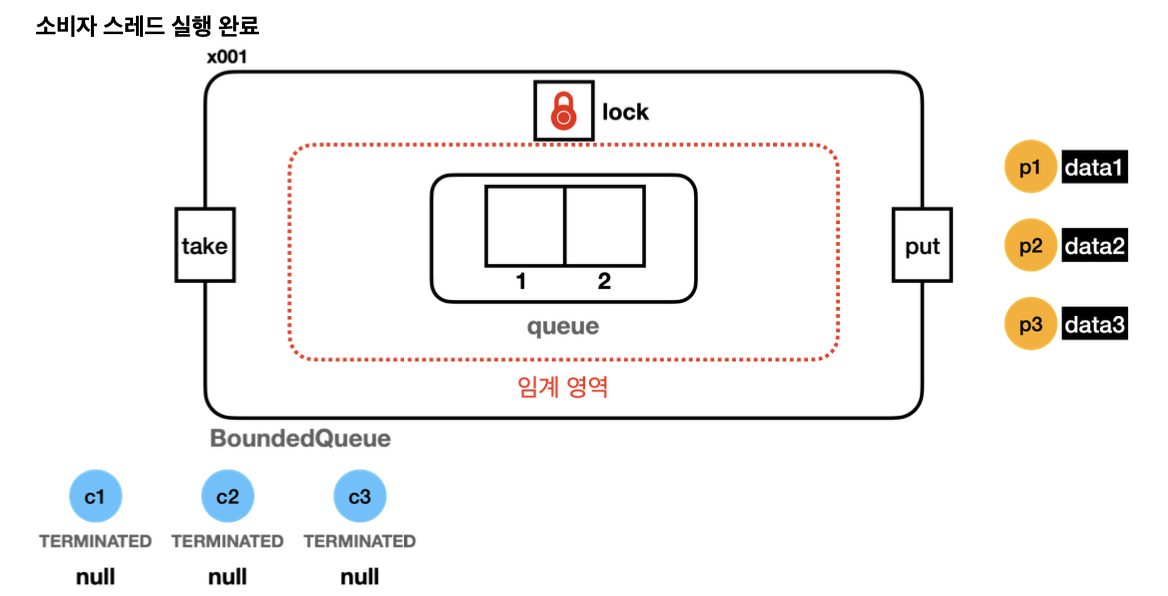 소비자 스레드 실행 완료
x001
lock
take
put
1 2
queue
임계 영역
BoundedQueue
p1 data1
p2 data2
p3 data3
c1 c2 c3
TERMINATED TERMINATED TERMINATED
null null null